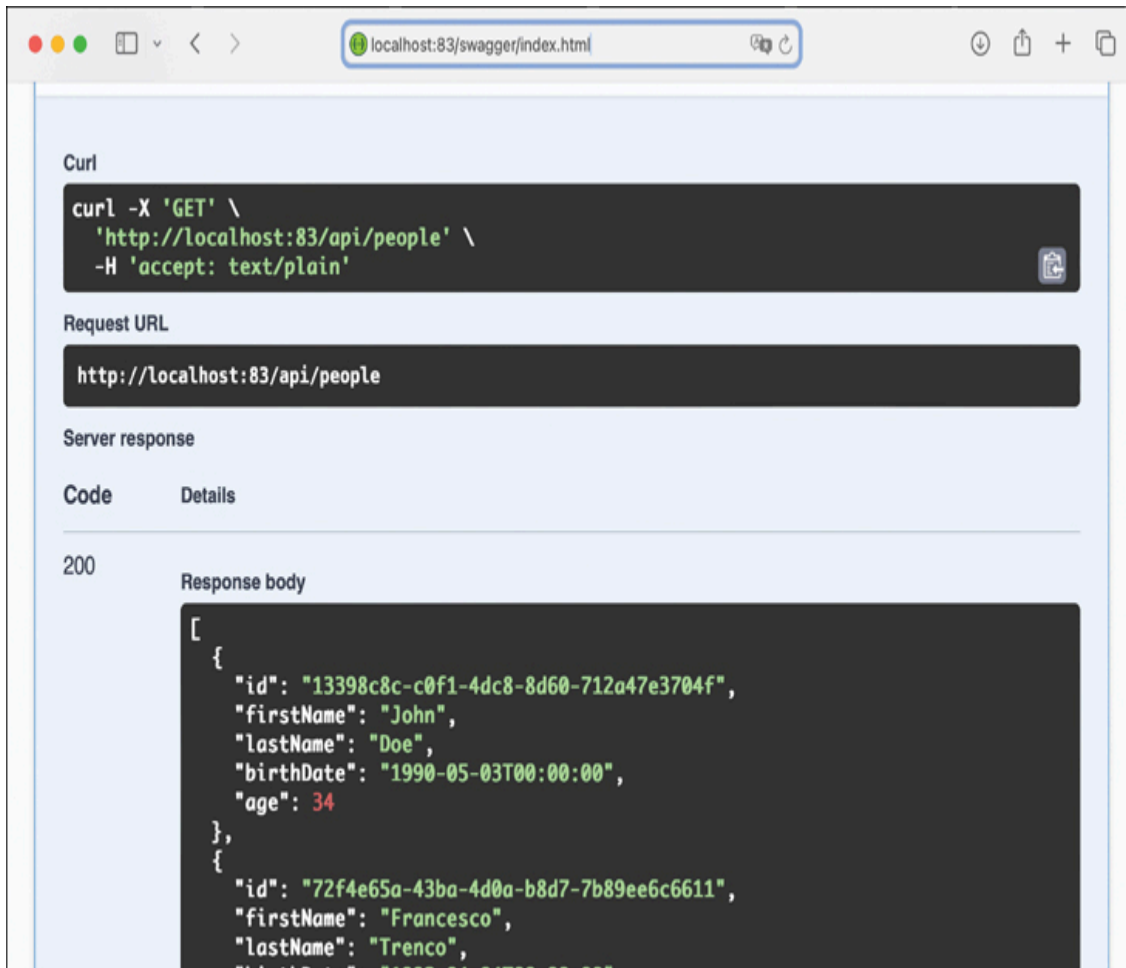 localhost:83/swagger/index.html
Curl
curl -X 'GET' \
  'http://localhost:83/api/people' \
  -H 'accept: text/plain'
Request URL
http://localhost:83/api/people
Server response
Code Details
200
Response body
[
  {
    "id": "13398c8c-c0f1-4dc8-8d60-712a47e3704f",
    "firstName": "John",
    "lastName": "Doe",
    "birthDate": "1990-05-03T00:00:00",
    "age": 34
  },
  {
    "id": "72f4e65a-43ba-4d0a-b8d7-7b89ee6c6611",
    "firstName": "Francesco",
    "lastName": "Trenco",